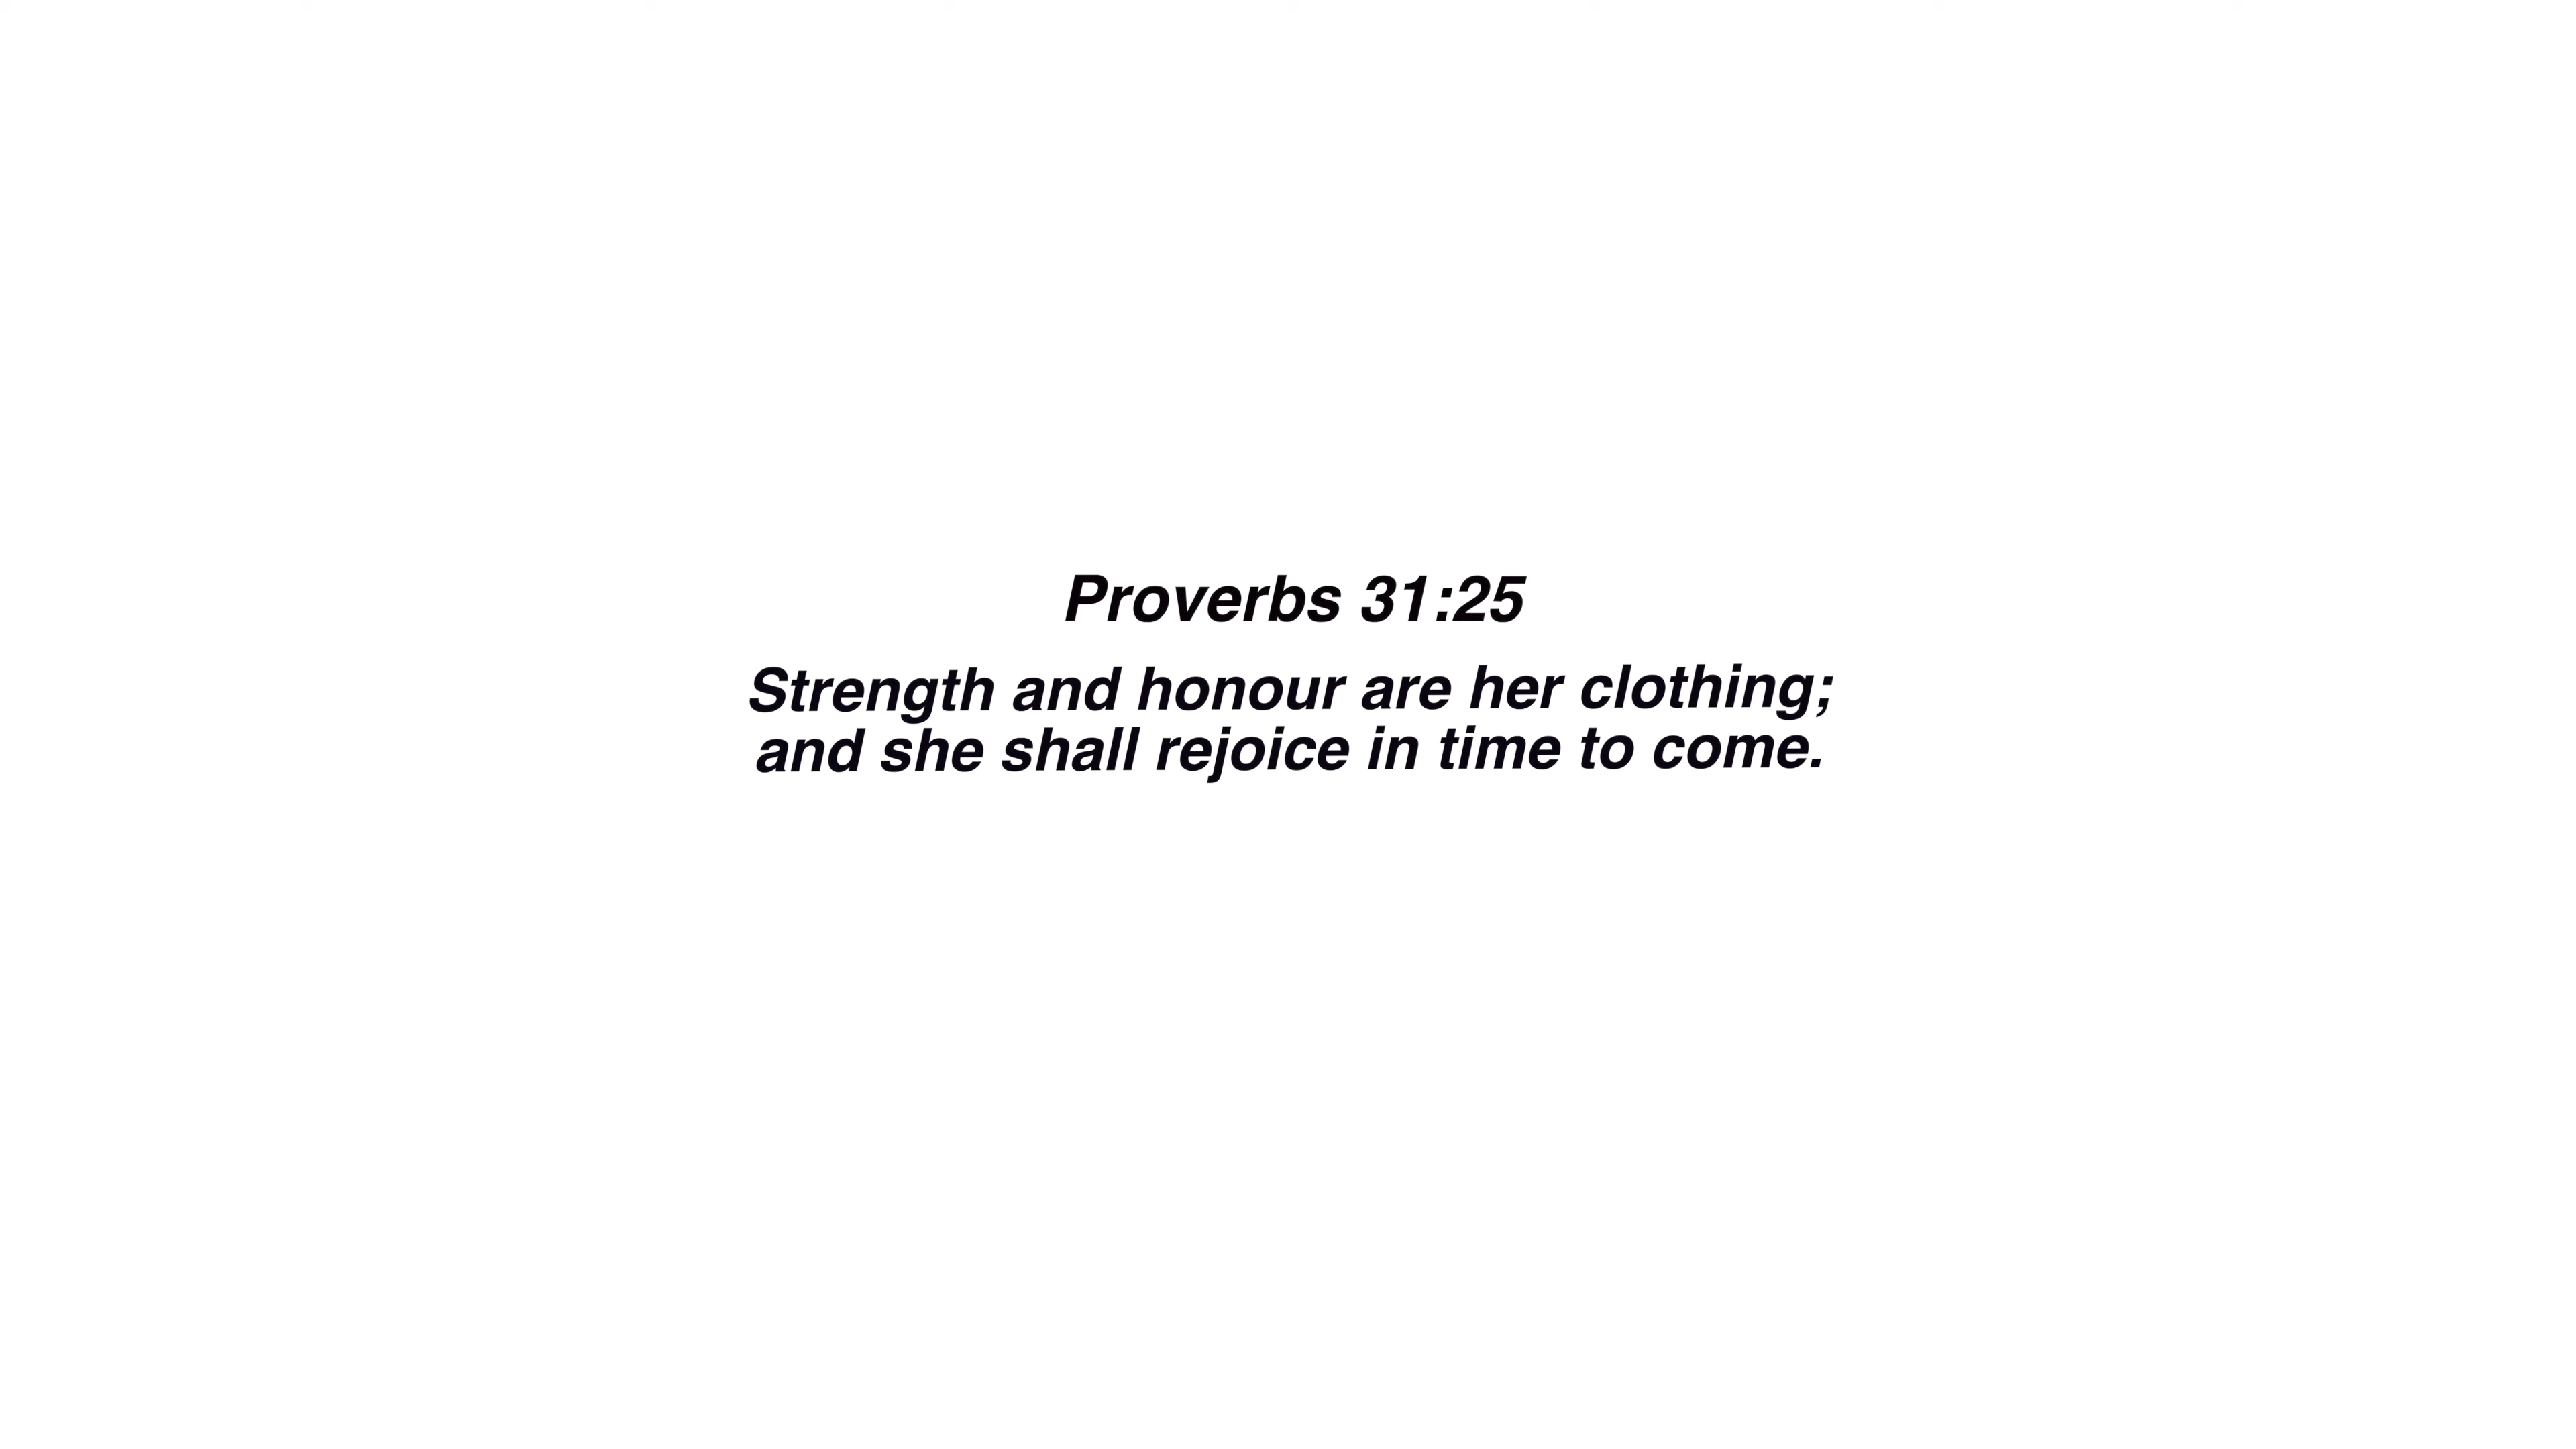 Proverbs 31:25
Strength and honour are her clothing;
and she shall rejoice in time to come.